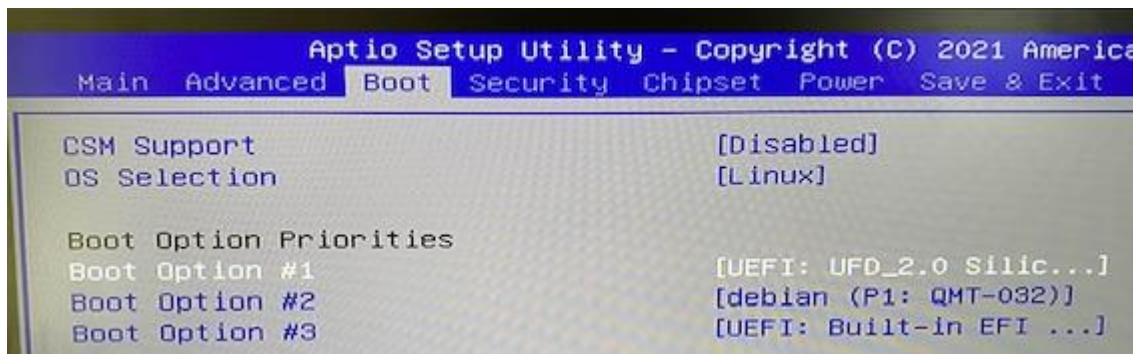 Aptio Setup Utility – Copyright (C) 2021 America
Main Advanced Boot Security Chipset Power Save & Exit
CSM Support [Disabled]
OS Selection [Linux]
Boot Option Priorities
Boot Option #1 [UEFI: UFD_2.0 Silic...]
Boot Option #2 [debian (P1: QMT-032)]
Boot Option #3 [UEFI: Built-in EFI ...]